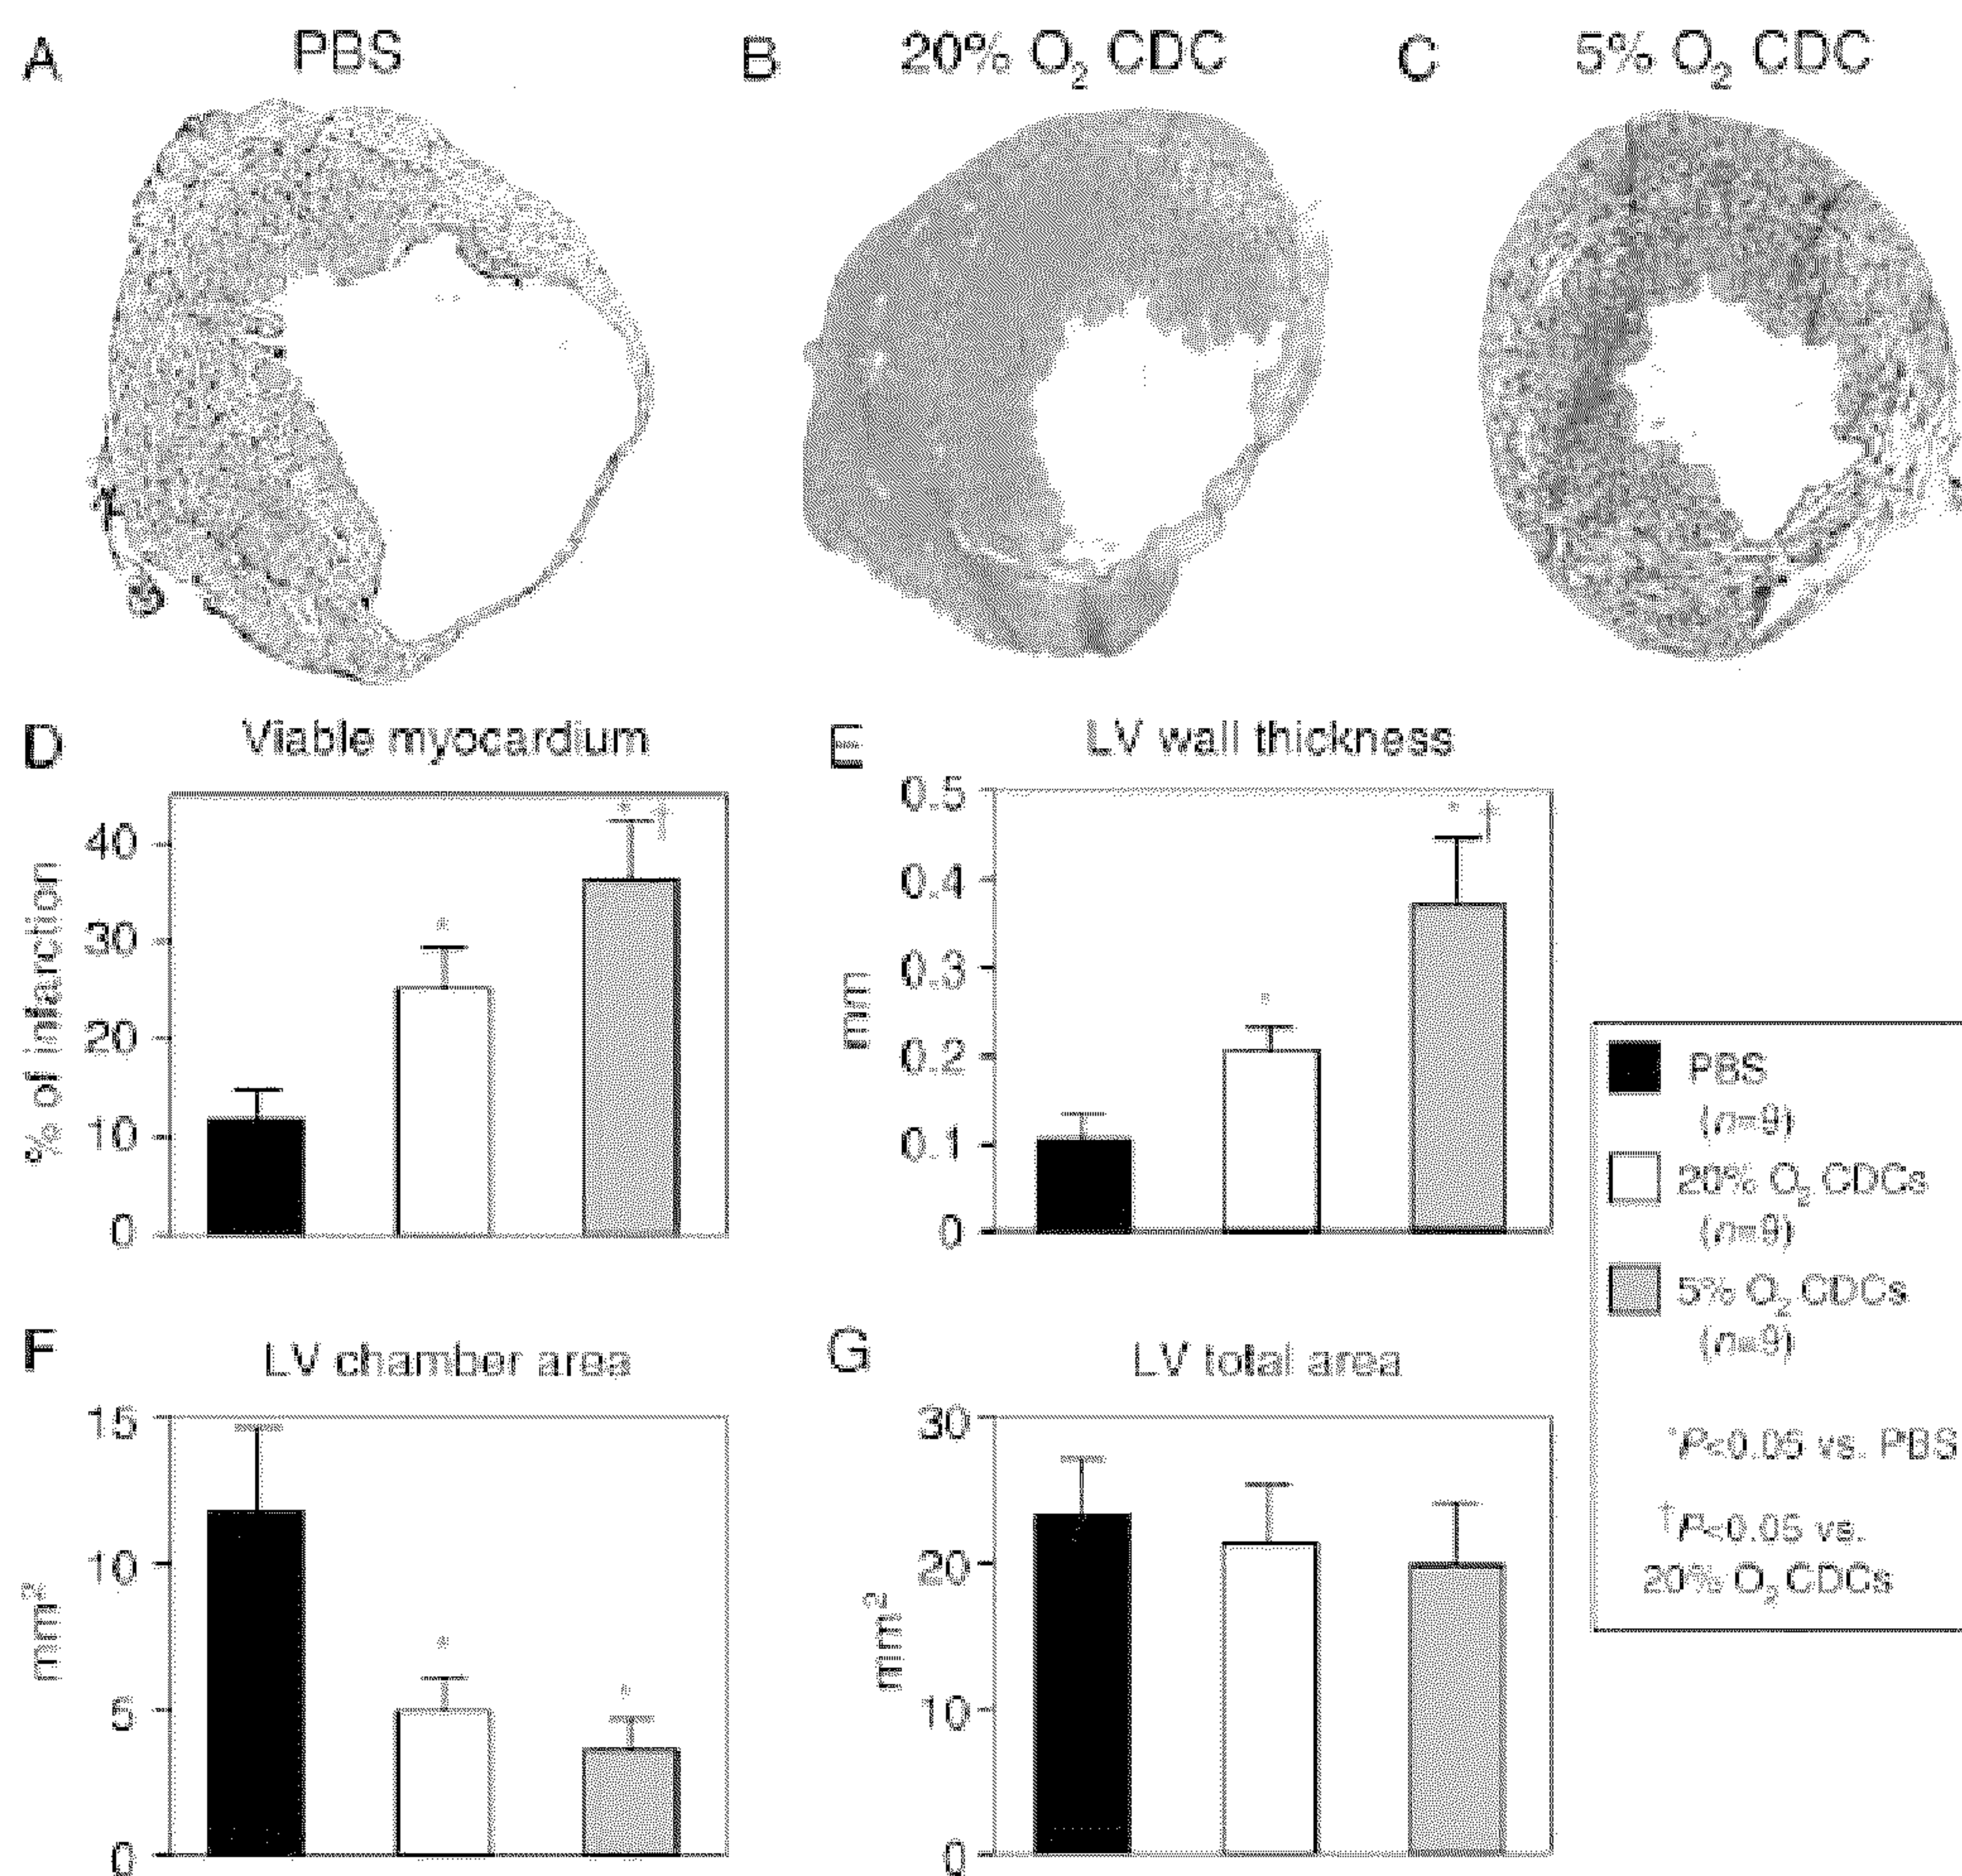 A PBS B 20% O₂ CDC C 5% O₂ CDC
D Viable myocardium
% of infarction
40
30
20
10
0
* *†
E LV wall thickness
mm
0.5
0.4
0.3
0.2
0.1
0
* *†
PBS
(n=9)
20% O₂ CDCs
(n=9)
5% O₂ CDCs
(n=9)
*P<0.05 vs. PBS
†P<0.05 vs.
20% O₂ CDCs
F LV chamber area
mm²
15
10
5
0
* *
G LV total area
mm²
30
20
10
0